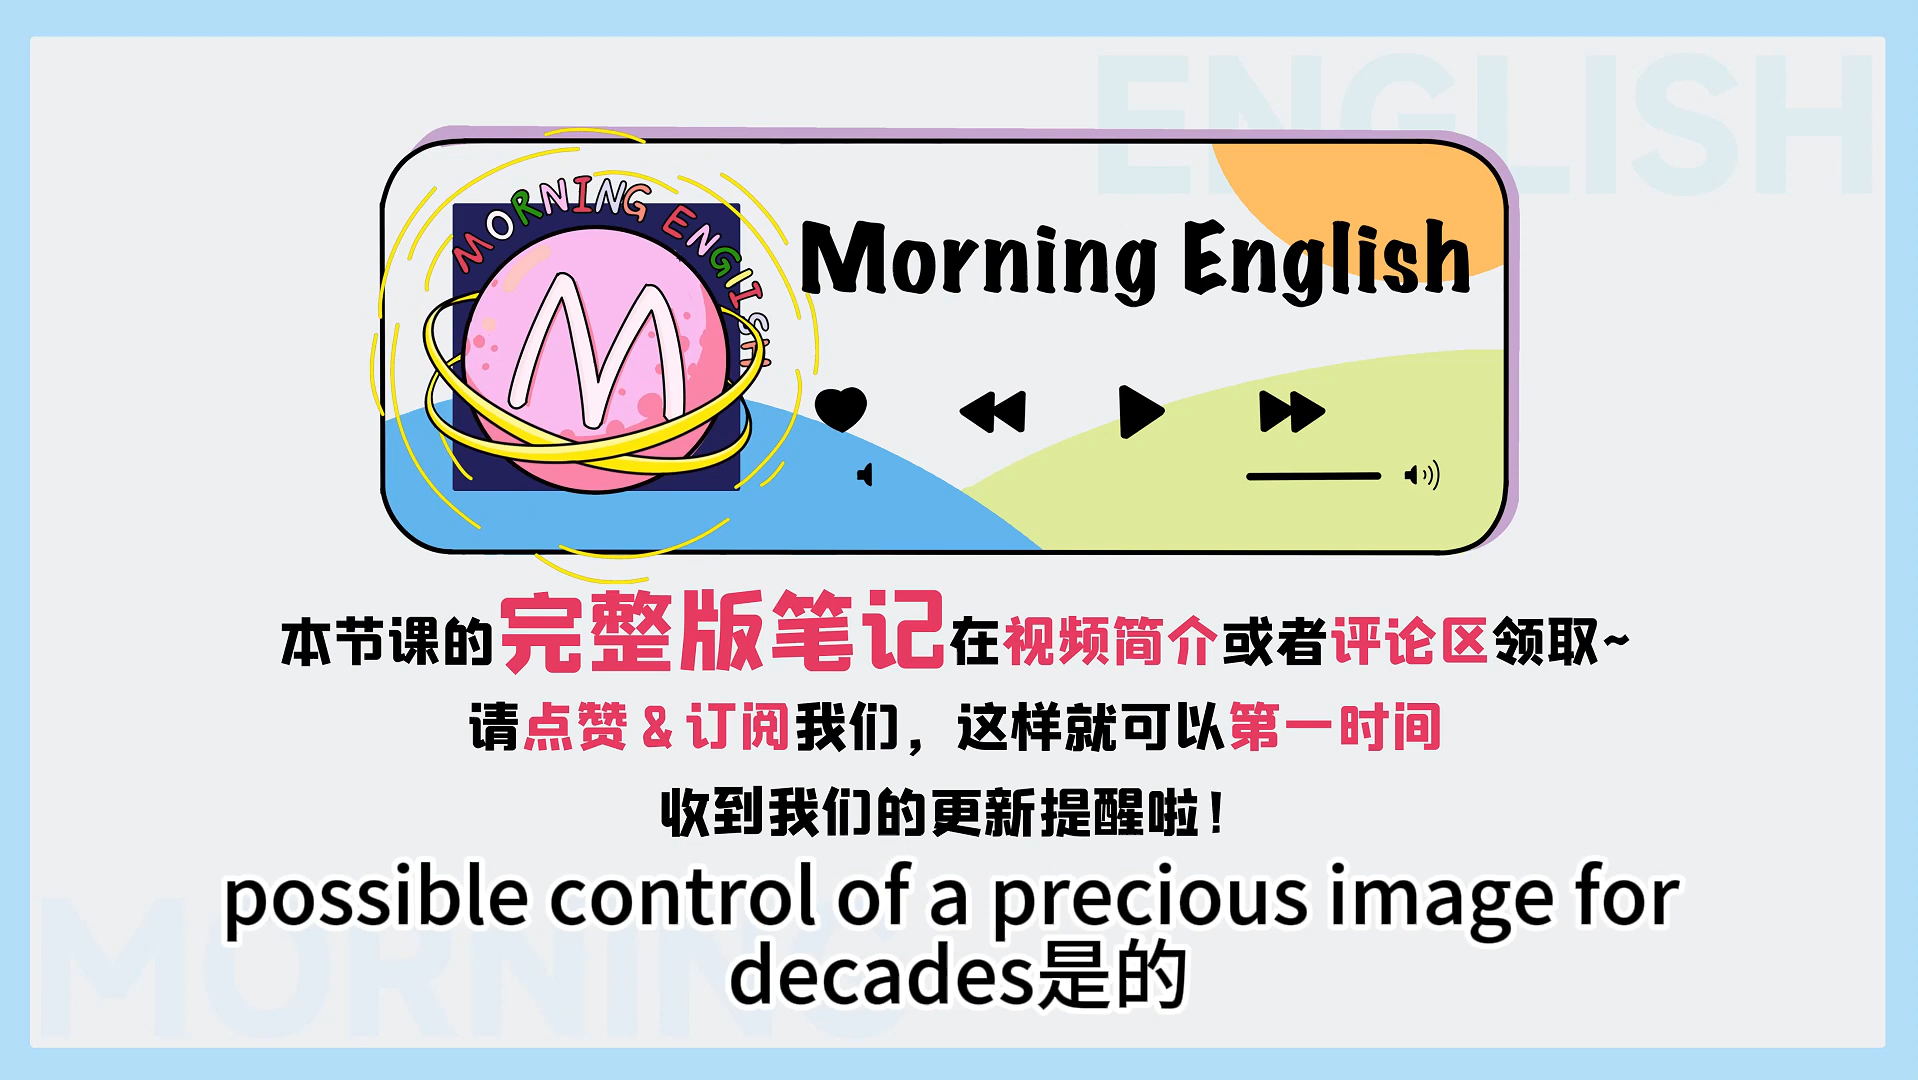 ENGLISH
MORNING ENGLISH
M
Morning English
本节课的完整版笔记在视频简介或者评论区领取~
请点赞&订阅我们，这样就可以第一时间
收到我们的更新提醒啦！
MORNING
possible control of a precious image for
decades是的